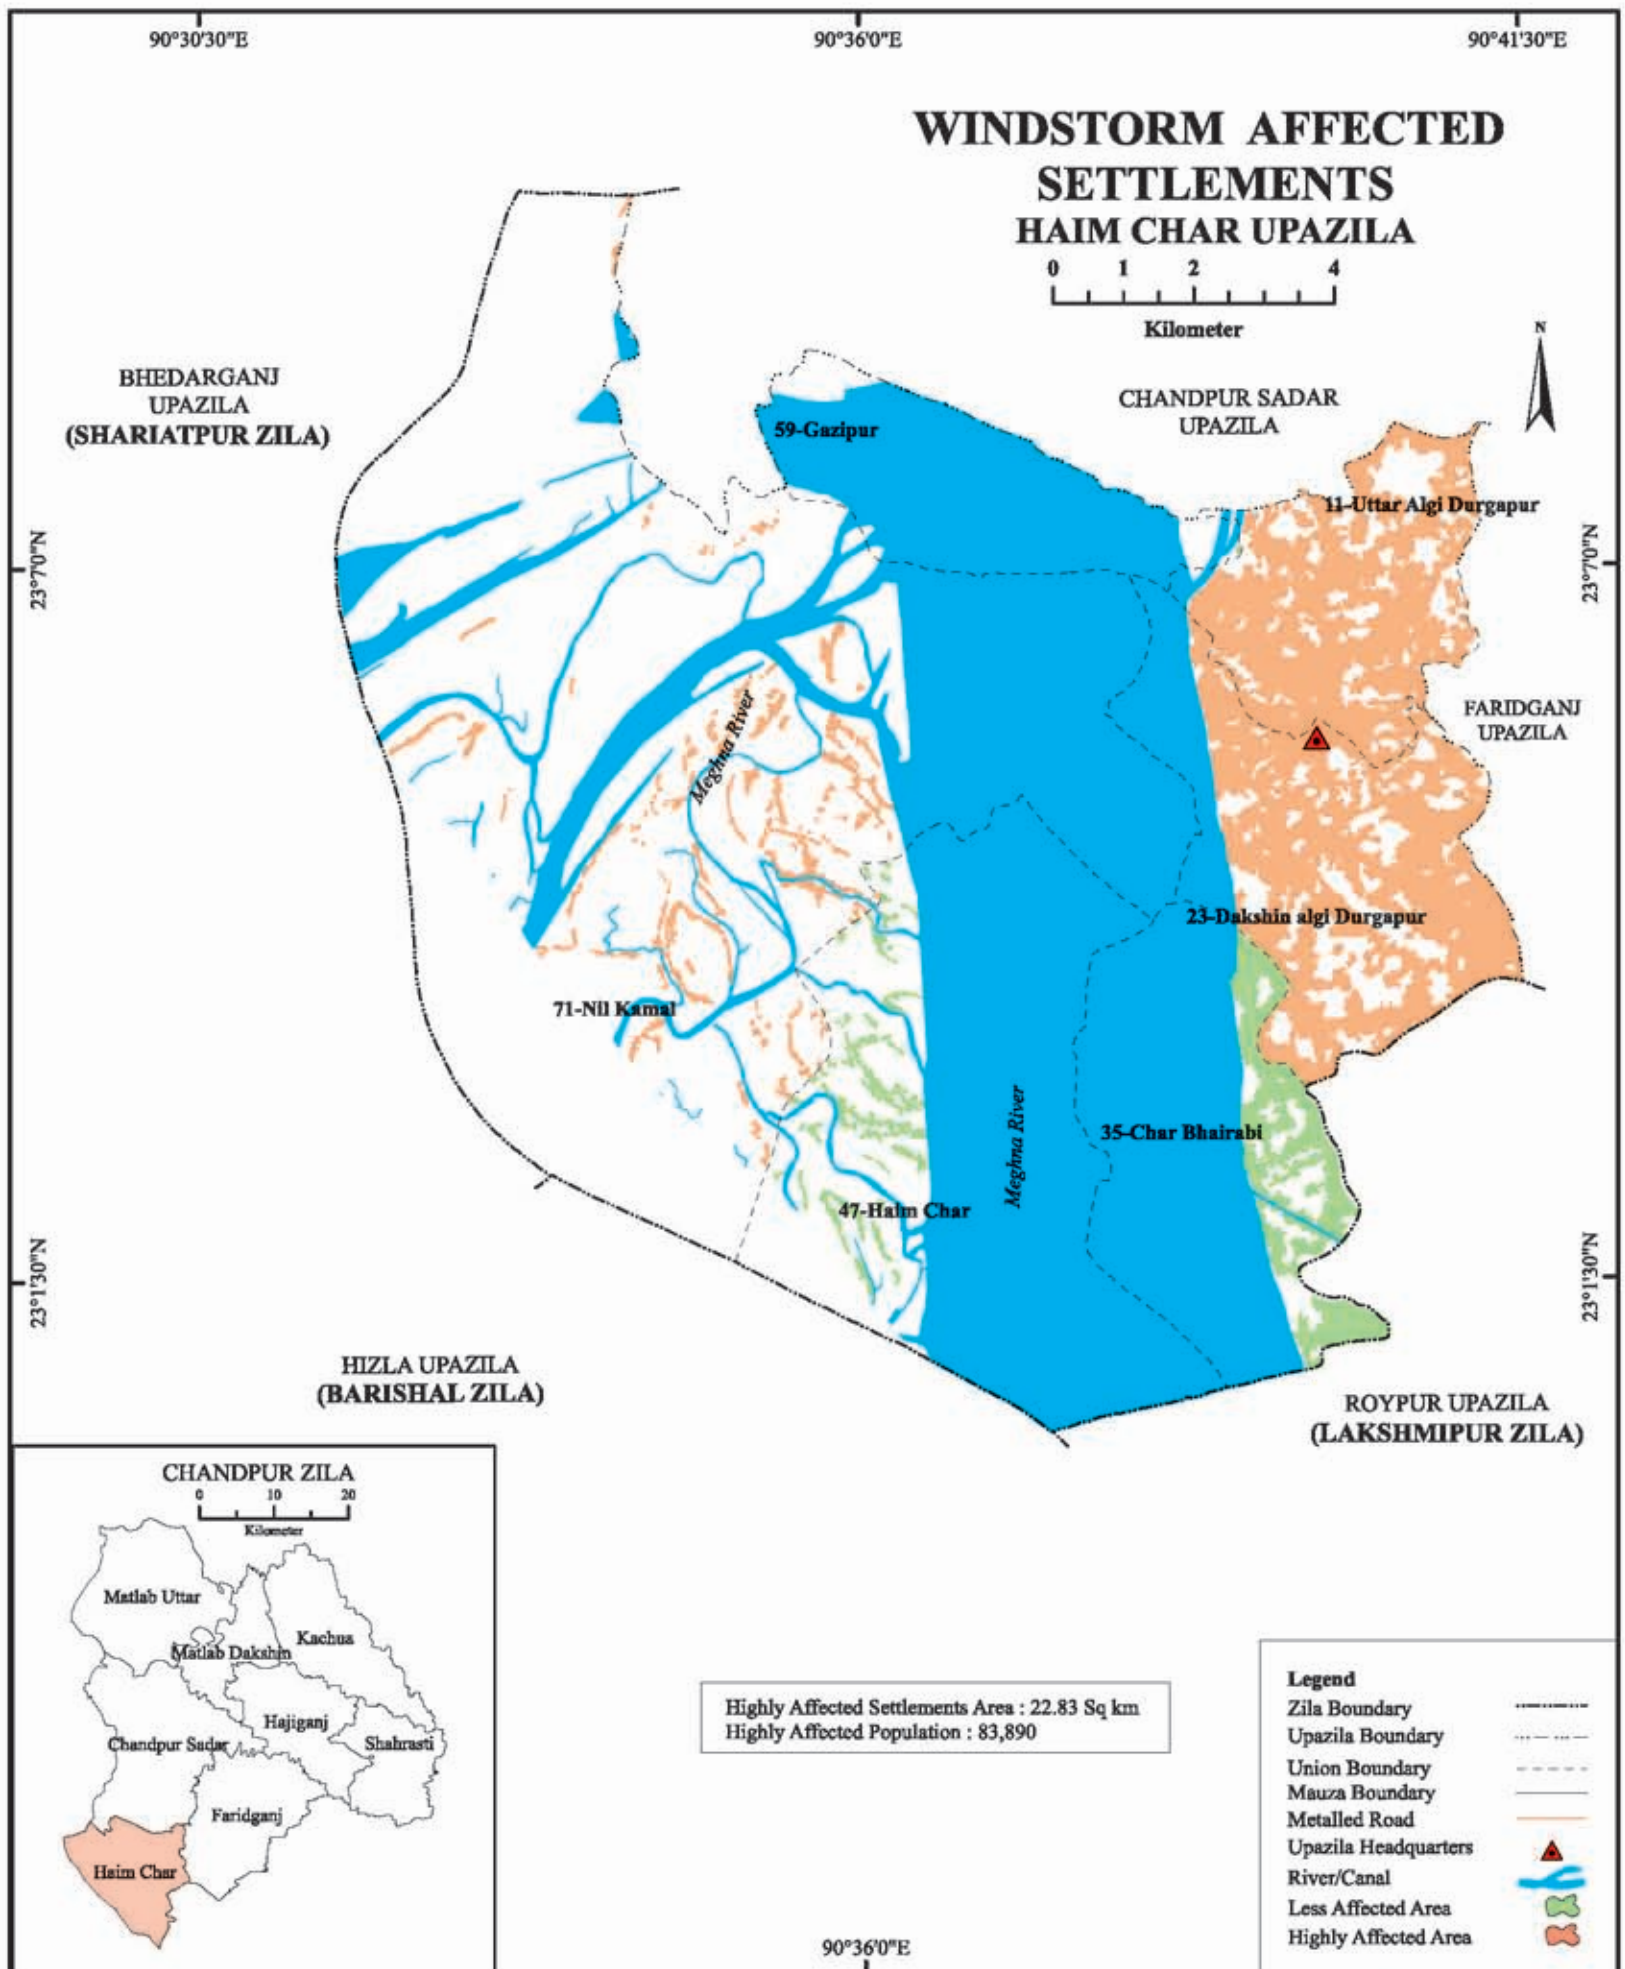 90°30'30"E
90°36'0"E
90°41'30"E
WINDSTORM AFFECTED
SETTLEMENTS
HAIM CHAR UPAZILA
0 1 2 4
Kilometer
N
BHEDARGANJ
UPAZILA
(SHARIATPUR ZILA)
CHANDPUR SADAR
UPAZILA
59-Gazipur
11-Uttar Algi Durgapur
23°7'0"N
23°7'0"N
FARIDGANJ
UPAZILA
Meghna River
23-Dakshin algi Durgapur
71-Nil Kamal
Meghna River
35-Char Bhairabi
47-Haim Char
23°1'30"N
23°1'30"N
HIZLA UPAZILA
(BARISHAL ZILA)
ROYPUR UPAZILA
(LAKSHMIPUR ZILA)
CHANDPUR ZILA
0 10 20
Kilometer
Matlab Uttar
Kachua
Matlab Dakshin
Hajiganj
Chandpur Sadar
Shahrasti
Faridganj
Haim Char
Highly Affected Settlements Area : 22.83 Sq km
Highly Affected Population : 83,890
Legend
Zila Boundary
Upazila Boundary
Union Boundary
Mauza Boundary
Metalled Road
Upazila Headquarters
River/Canal
Less Affected Area
Highly Affected Area
90°36'0"E